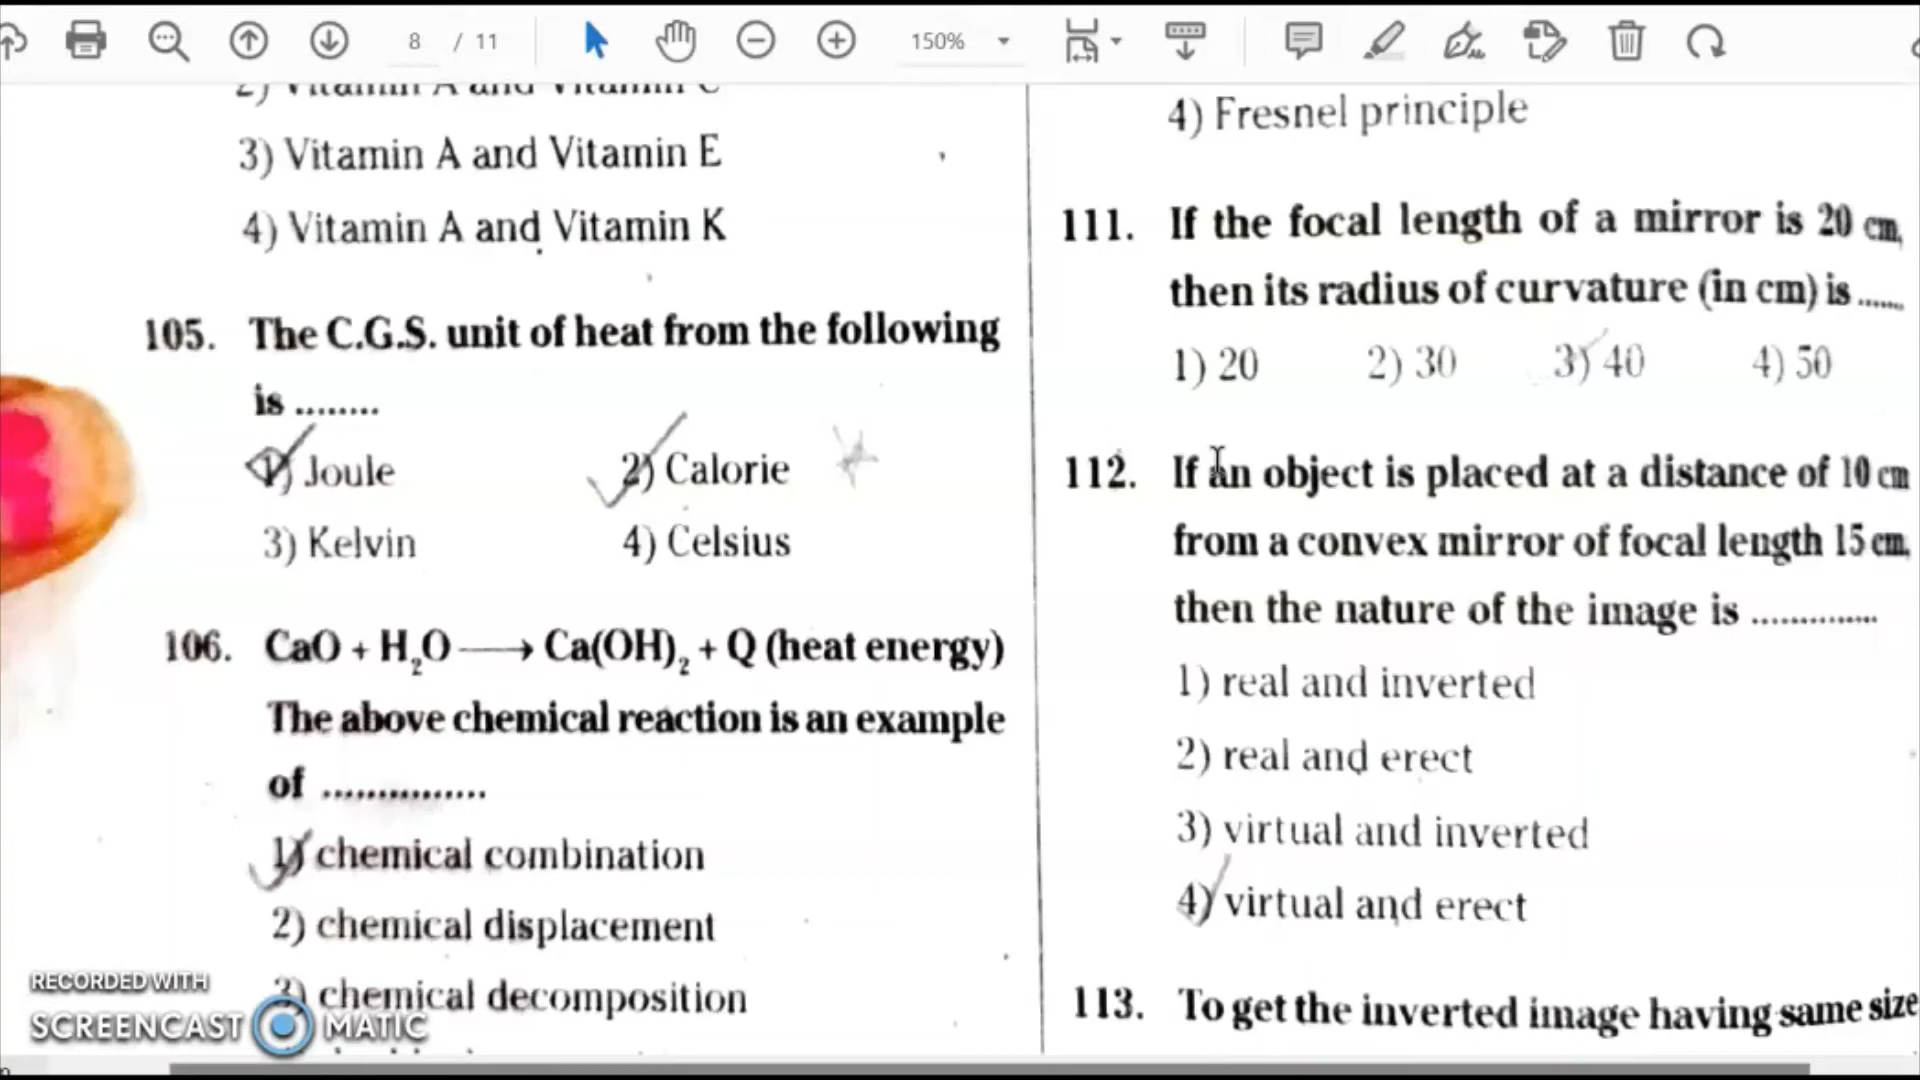 8 / 11
150%
2) Vitamin A and Vitamin C
3) Vitamin A and Vitamin E
4) Vitamin A and Vitamin K
105. The C.G.S. unit of heat from the following
is ........
1) Joule 2) Calorie
3) Kelvin 4) Celsius
106. CaO + H₂O ⟶ Ca(OH)₂ + Q (heat energy)
The above chemical reaction is an example
of ...............
1) chemical combination
2) chemical displacement
3) chemical decomposition
4) Fresnel principle
111. If the focal length of a mirror is 20 cm,
then its radius of curvature (in cm) is ......
1) 20 2) 30 3) 40 4) 50
112. If an object is placed at a distance of 10 cm
from a convex mirror of focal length 15 cm,
then the nature of the image is ..............
1) real and inverted
2) real and erect
3) virtual and inverted
4) virtual and erect
113. To get the inverted image having same size
RECORDED WITH
SCREENCAST MATIC